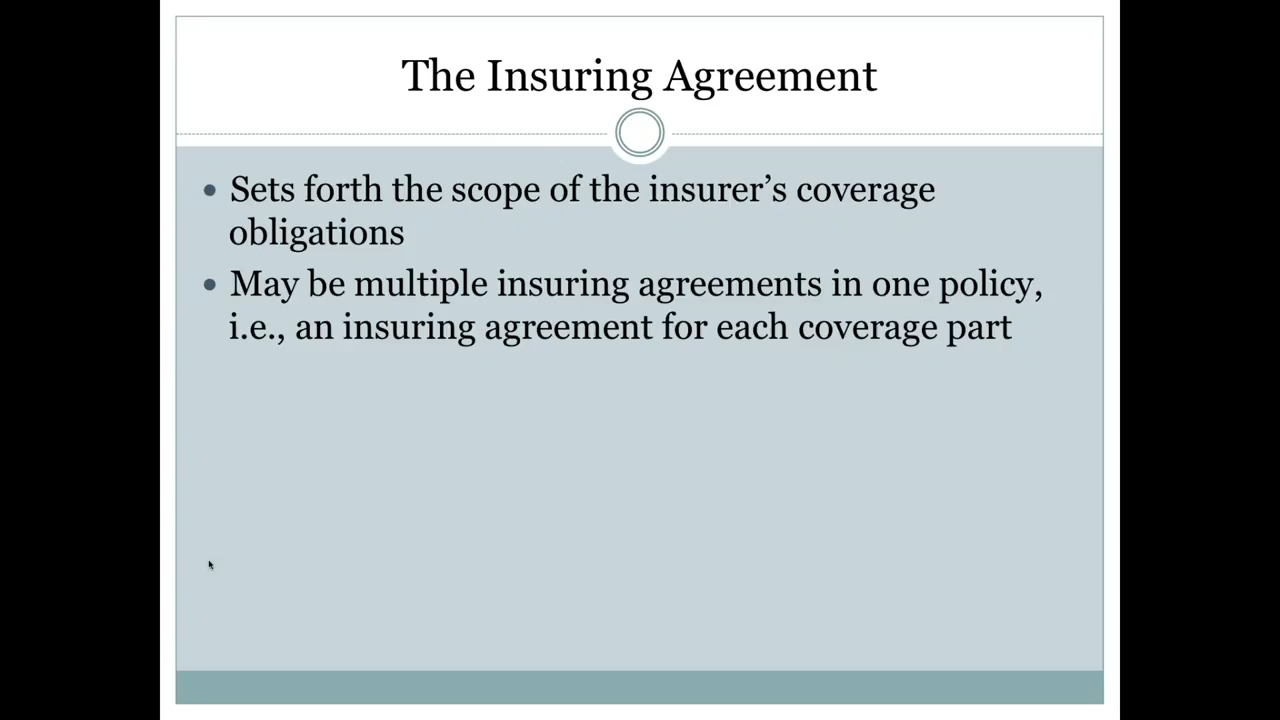 The Insuring Agreement
• Sets forth the scope of the insurer’s coverage
obligations
• May be multiple insuring agreements in one policy,
i.e., an insuring agreement for each coverage part